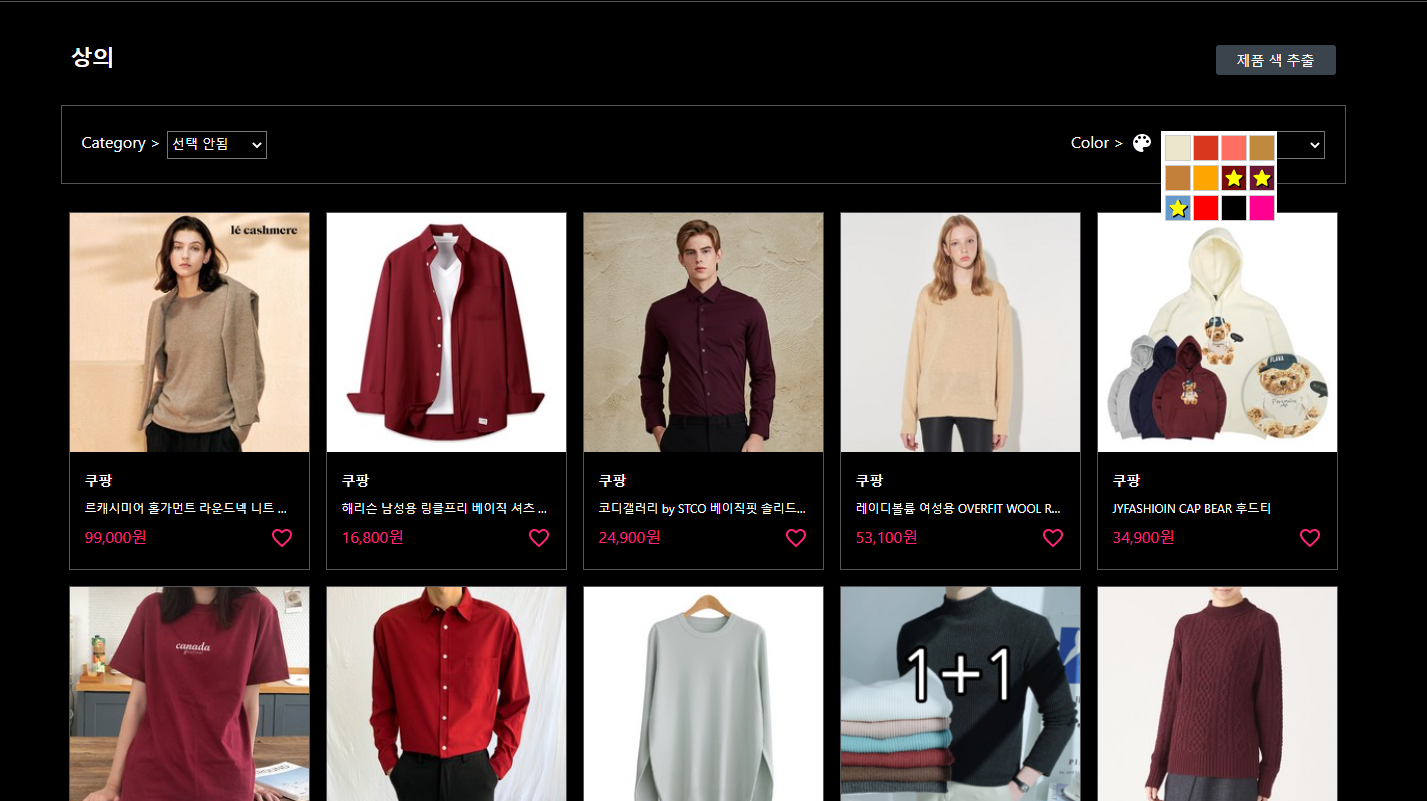 상의
제품 색 추출
Category >
선택 안됨
Color >
lé cashmere
쿠팡
르캐시미어 홀가먼트 라운드넥 니트 ...
99,000원
쿠팡
해리슨 남성용 링클프리 베이직 셔츠 ...
16,800원
쿠팡
코디갤러리 by STCO 베이직핏 솔리드...
24,900원
쿠팡
레이디볼륨 여성용 OVERFIT WOOL R...
53,100원
쿠팡
JYFASHIOIN CAP BEAR 후드티
34,900원
canada
1+1